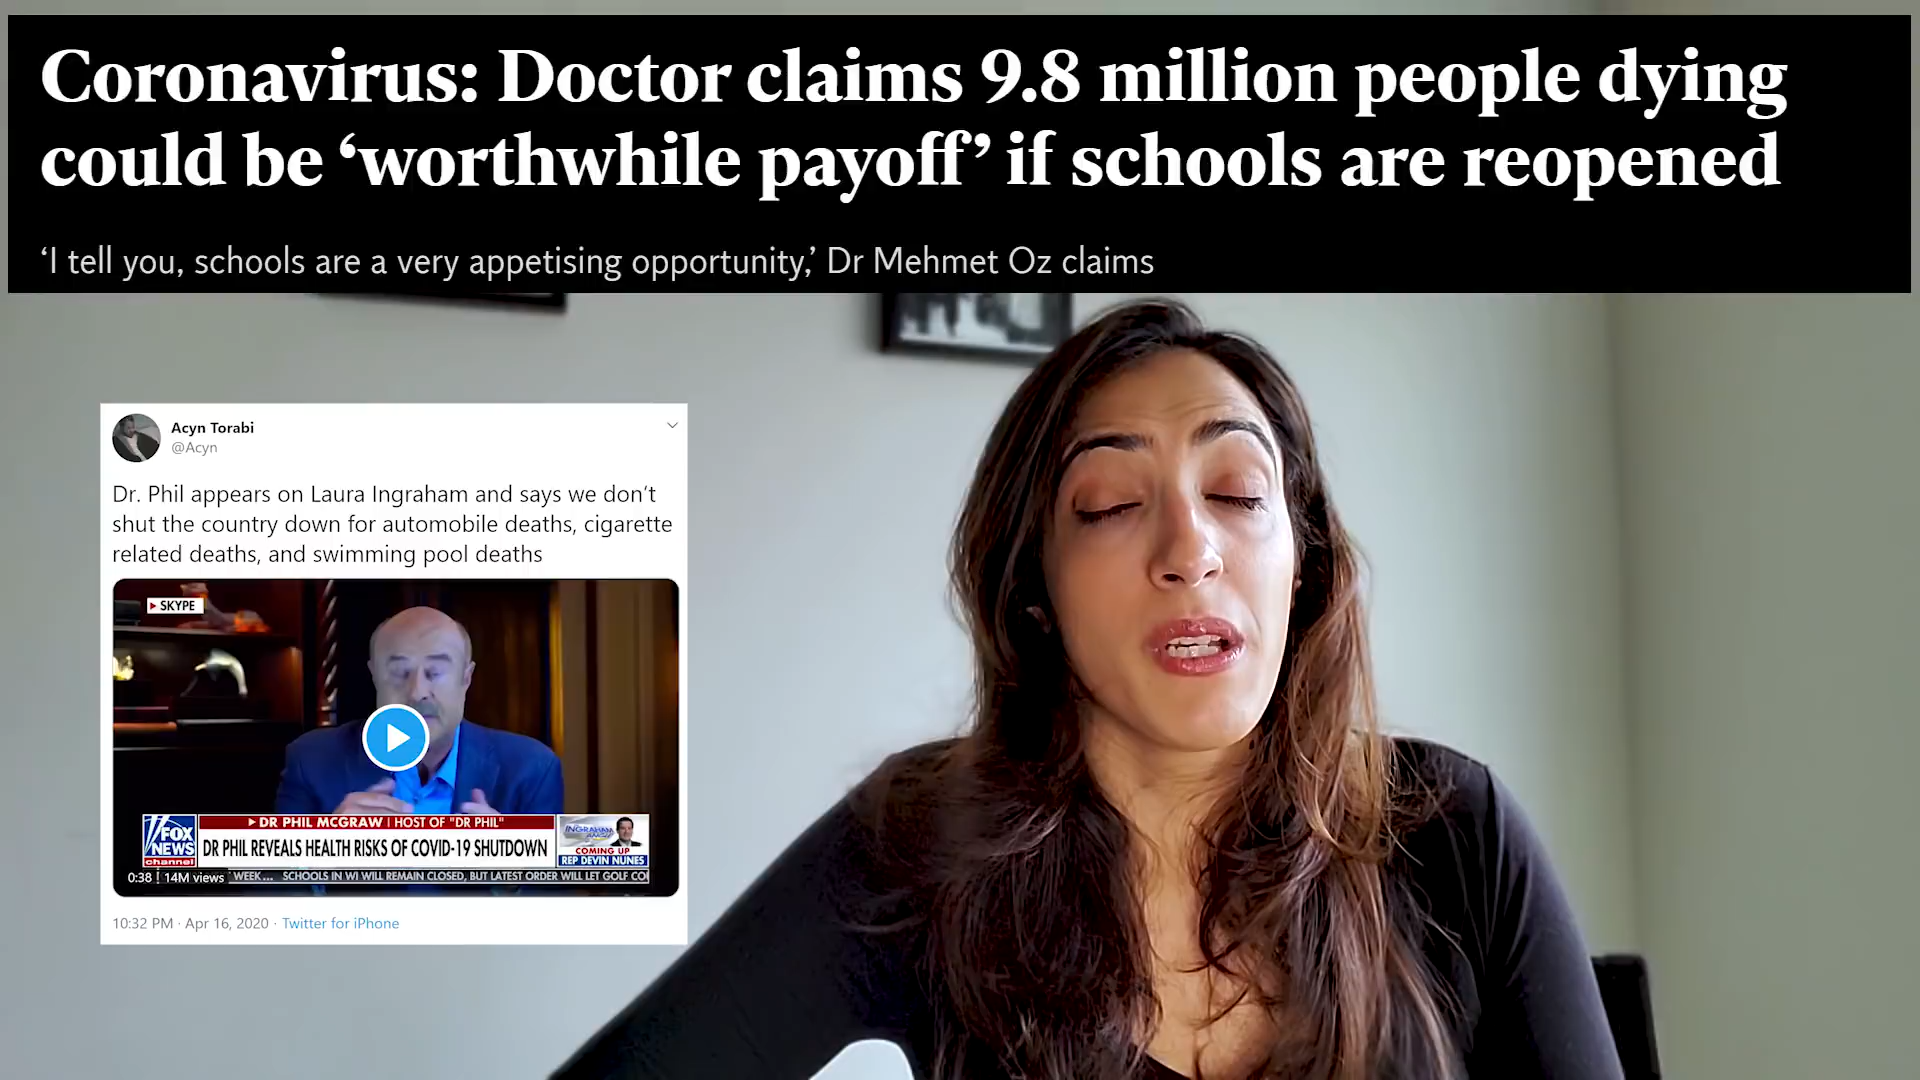 Coronavirus: Doctor claims 9.8 million people dying
could be ‘worthwhile payoff’ if schools are reopened
‘I tell you, schools are a very appetising opportunity,’ Dr Mehmet Oz claims
Acyn Torabi
@Acyn
Dr. Phil appears on Laura Ingraham and says we don't
shut the country down for automobile deaths, cigarette
related deaths, and swimming pool deaths
SKYPE
DR PHIL MCGRAW | HOST OF "DR PHIL"
DR PHIL REVEALS HEALTH RISKS OF COVID-19 SHUTDOWN
FOX
NEWS
channel
INGRAHAM
COMING UP
REP DEVIN NUNES
0:38 14M views
WEEK... SCHOOLS IN WI WILL REMAIN CLOSED, BUT LATEST ORDER WILL LET GOLF
10:32 PM · Apr 16, 2020 · Twitter for iPhone